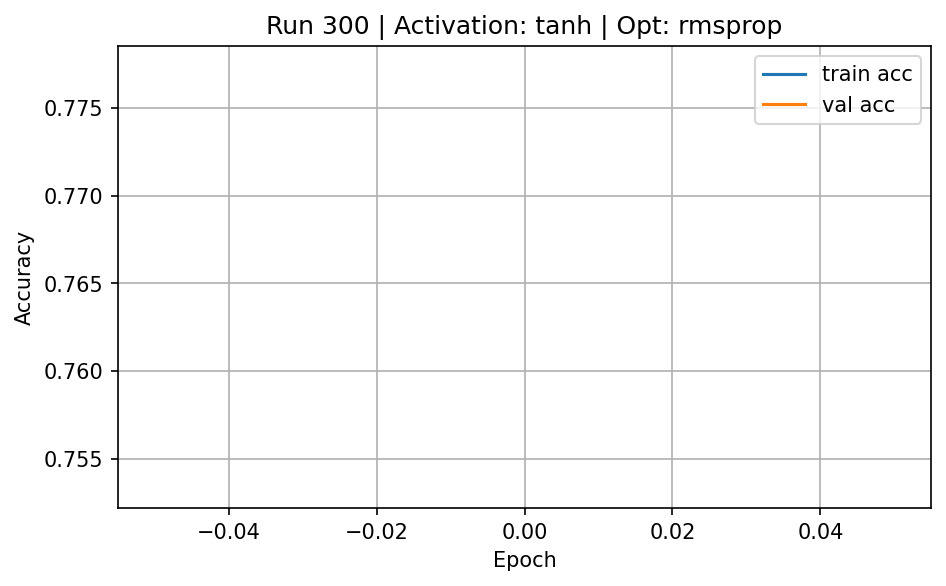 Run 300 | Activation: tanh | Opt: rmsprop
train acc
val acc
0.775
0.770
0.765
0.760
0.755
Accuracy
−0.04
−0.02
0.00
0.02
0.04
Epoch